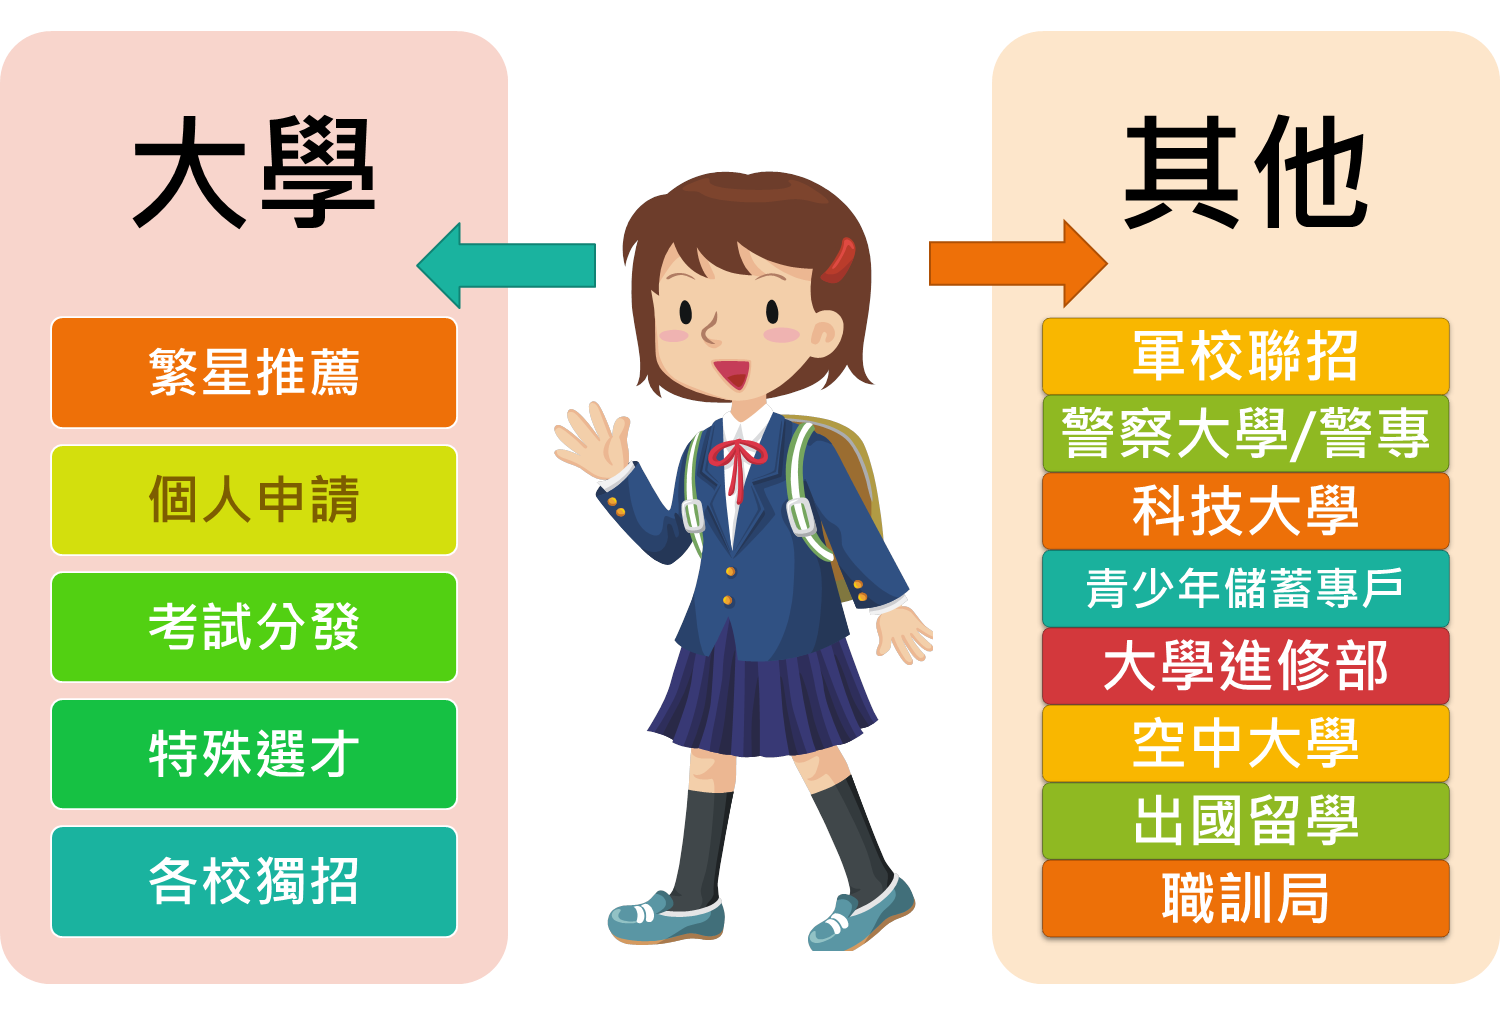 大學
繁星推薦
個人申請
考試分發
特殊選才
各校獨招
其他
軍校聯招
警察大學/警專
科技大學
青少年儲蓄專戶
大學進修部
空中大學
出國留學
職訓局